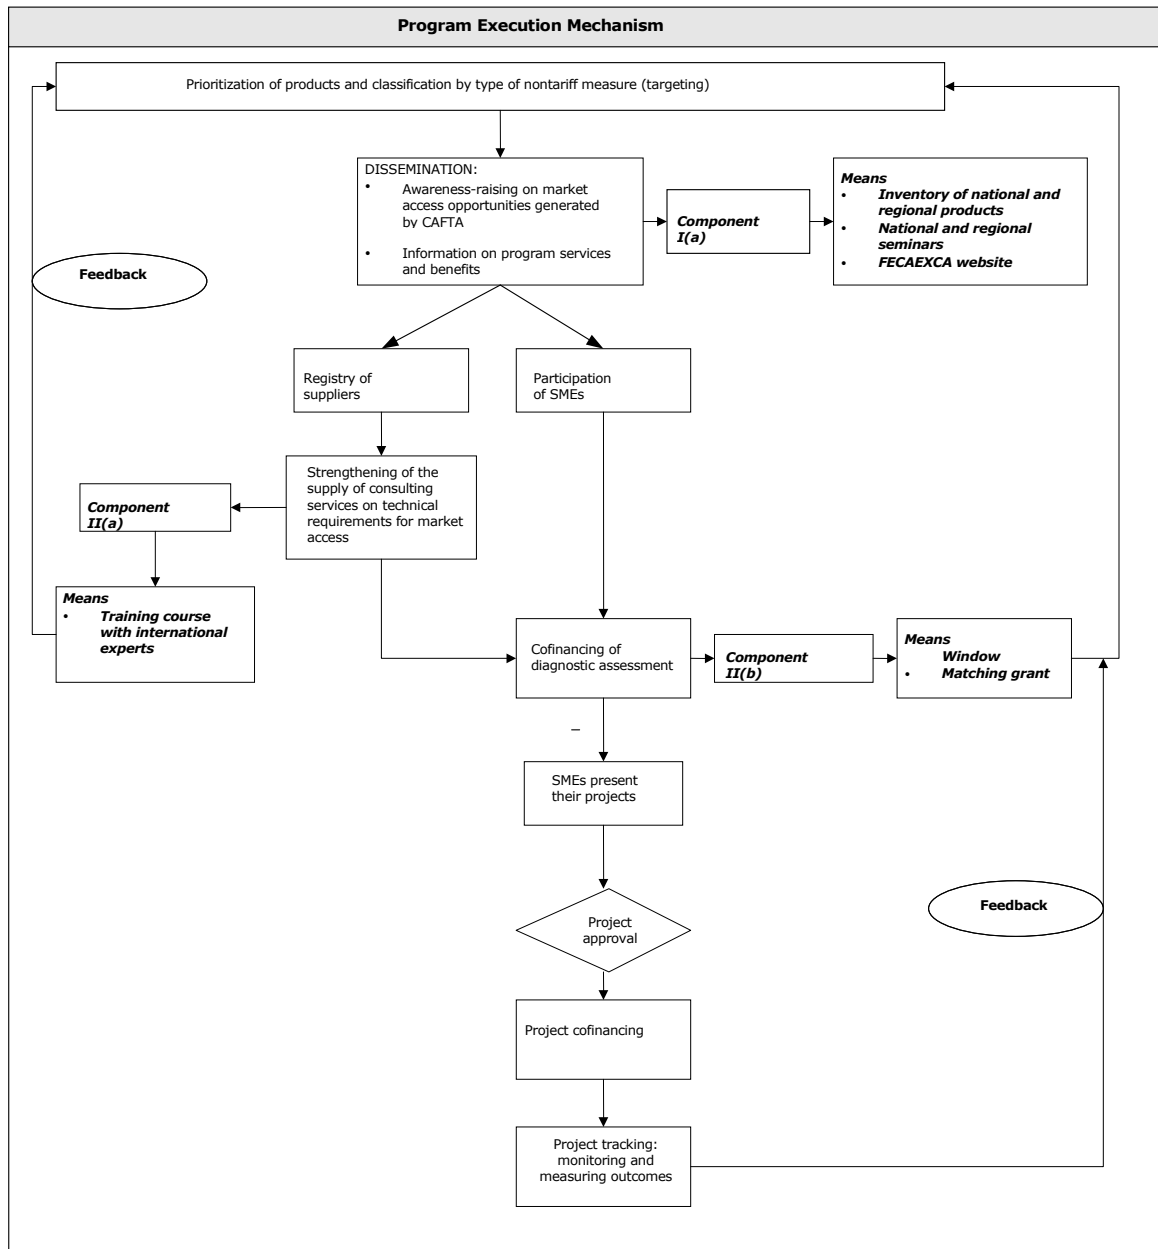 Program Execution Mechanism
Prioritization of products and classification by type of nontariff measure (targeting)
DISSEMINATION:
• Awareness-raising on market
access opportunities generated
by CAFTA
• Information on program services
and benefits
Component
I(a)
Means
• Inventory of national and
regional products
• National and regional
seminars
• FECAEXCA website
Feedback
Registry of
suppliers
Participation
of SMEs
Strengthening of the
supply of consulting
services on technical
requirements for market
access
Component
II(a)
Means
• Training course
with international
experts
Cofinancing of
diagnostic assessment
Component
II(b)
Means
Window
• Matching grant
–
SMEs present
their projects
Project
approval
Feedback
Project cofinancing
Project tracking:
monitoring and
measuring outcomes